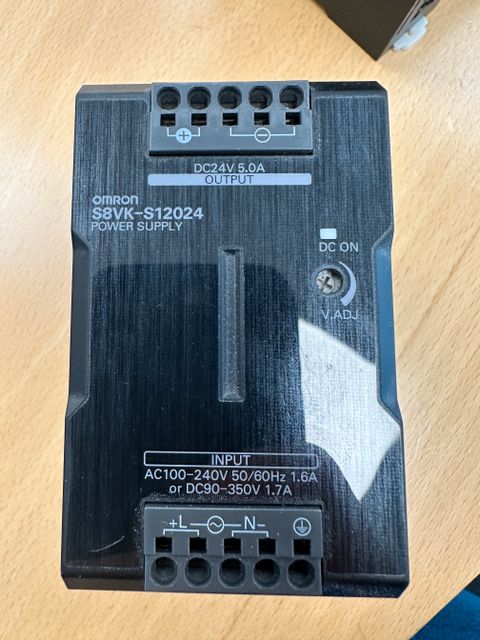 + −
DC24V 5.0A
OUTPUT
OMRON
S8VK-S12024
POWER SUPPLY
DC ON
V.ADJ
INPUT
AC100-240V 50/60Hz 1.6A
or DC90-350V 1.7A
+L N-